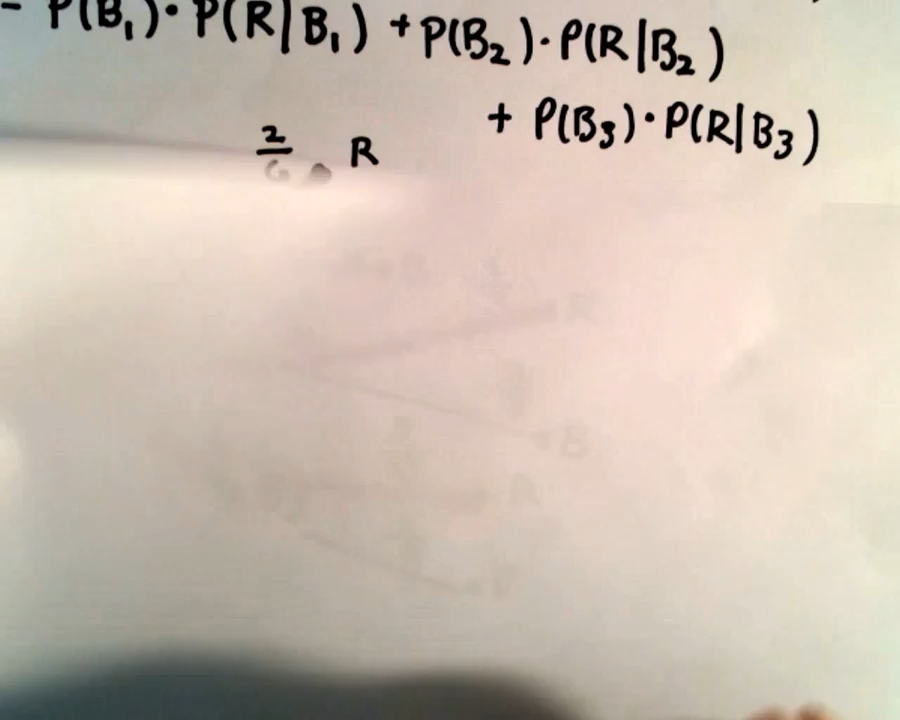 = P(B₁)·P(R|B₁) + P(B₂)·P(R|B₂)
+ P(B₃)·P(R|B₃)
2/6 R